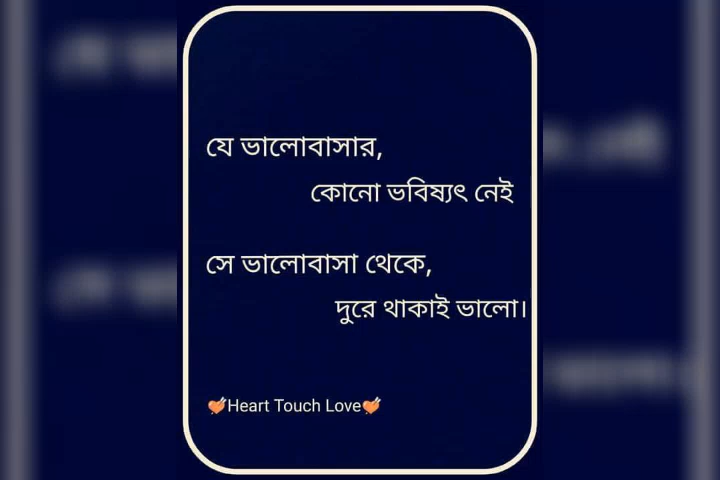 যে ভালোবাসার,
কোনো ভবিষ্যৎ নেই
সে ভালোবাসা থেকে,
দুরে থাকাই ভালো।
💘Heart Touch Love💘